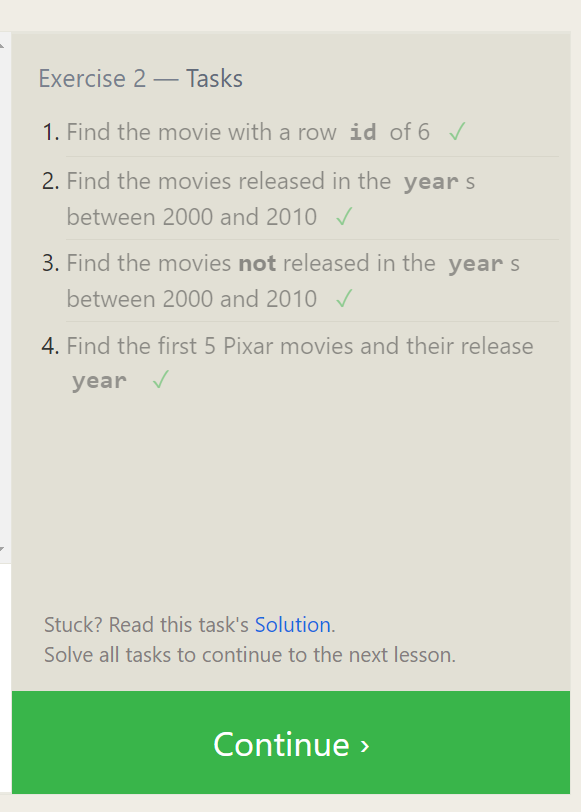 Exercise 2 — Tasks
1. Find the movie with a row id of 6 ✓
2. Find the movies released in the year s
between 2000 and 2010 ✓
3. Find the movies not released in the year s
between 2000 and 2010 ✓
4. Find the first 5 Pixar movies and their release
year ✓
Stuck? Read this task's Solution.
Solve all tasks to continue to the next lesson.
Continue ›